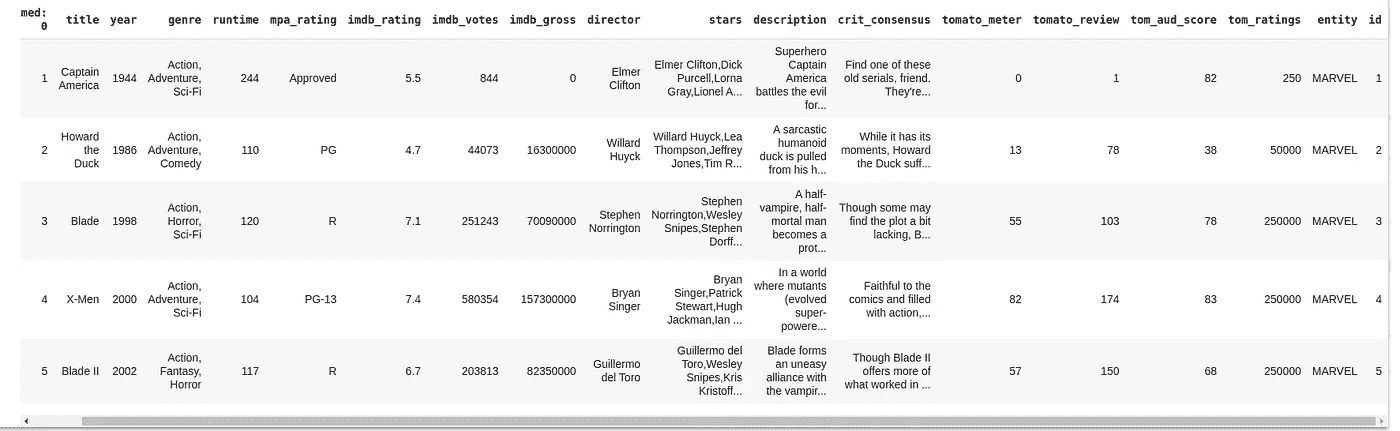 med: 0 title year genre runtime mpa_rating imdb_rating imdb_votes imdb_gross director stars description crit_consensus tomato_meter tomato_review tom_aud_score tom_ratings entity id
1 Captain America 1944 Action, Adventure, Sci-Fi 244 Approved 5.5 844 0 Elmer Clifton Elmer Clifton,Dick Purcell,Lorna Gray,Lionel A... Superhero Captain America battles the evil for... Find one of these old serials, friend. They're... 0 1 82 250 MARVEL 1
2 Howard the Duck 1986 Action, Adventure, Comedy 110 PG 4.7 44073 16300000 Willard Huyck Willard Huyck,Lea Thompson,Jeffrey Jones,Tim R... A sarcastic humanoid duck is pulled from his h... While it has its moments, Howard the Duck suff... 13 78 38 50000 MARVEL 2
3 Blade 1998 Action, Horror, Sci-Fi 120 R 7.1 251243 70090000 Stephen Norrington Stephen Norrington,Wesley Snipes,Stephen Dorff... A half-vampire, half-mortal man becomes a prot... Though some may find the plot a bit lacking, B... 55 103 78 250000 MARVEL 3
4 X-Men 2000 Action, Adventure, Sci-Fi 104 PG-13 7.4 580354 157300000 Bryan Singer Bryan Singer,Patrick Stewart,Hugh Jackman,Ian ... In a world where mutants (evolved super-powere... Faithful to the comics and filled with action,... 82 174 83 250000 MARVEL 4
5 Blade II 2002 Action, Fantasy, Horror 117 R 6.7 203813 82350000 Guillermo del Toro Guillermo del Toro,Wesley Snipes,Kris Kristoff... Blade forms an uneasy alliance with the vampir... Though Blade II offers more of what worked in ... 57 150 68 250000 MARVEL 5